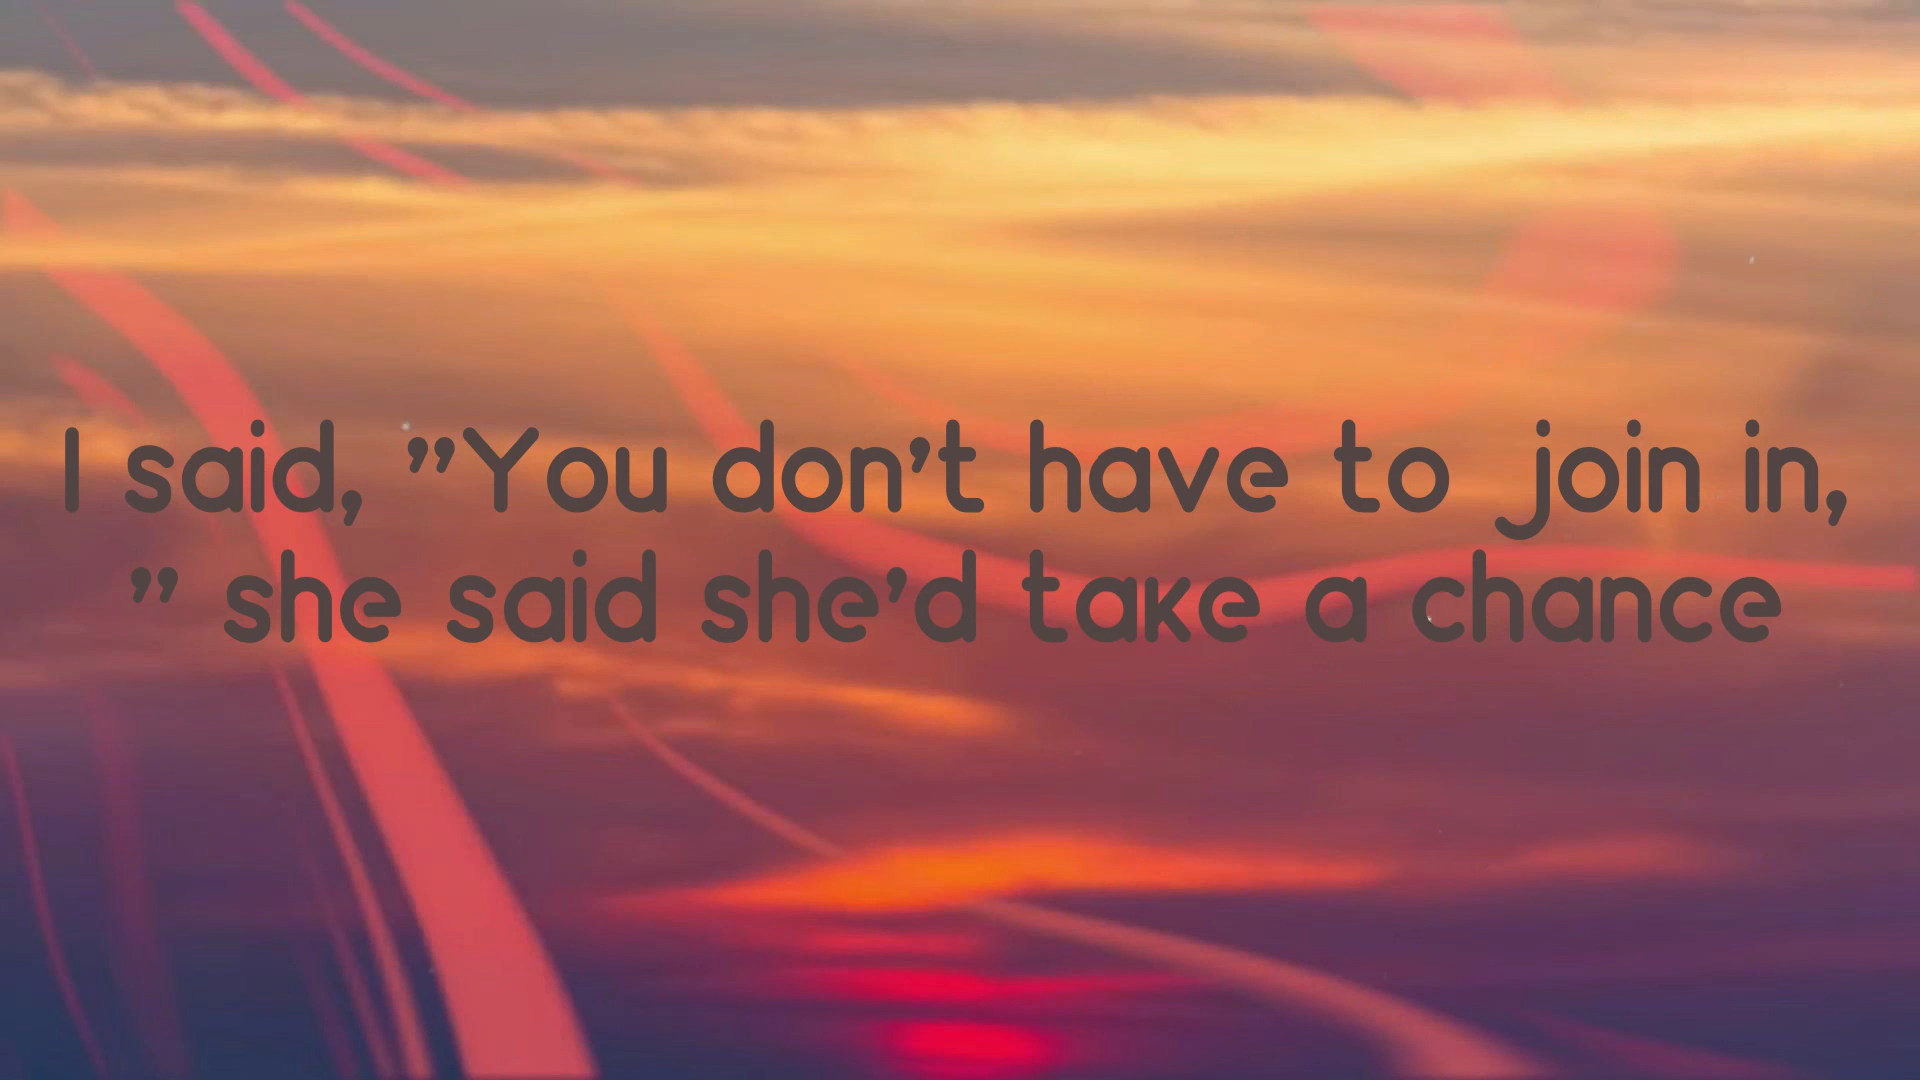 I said, ”You don’t have to join in,
” she said she’d take a chance